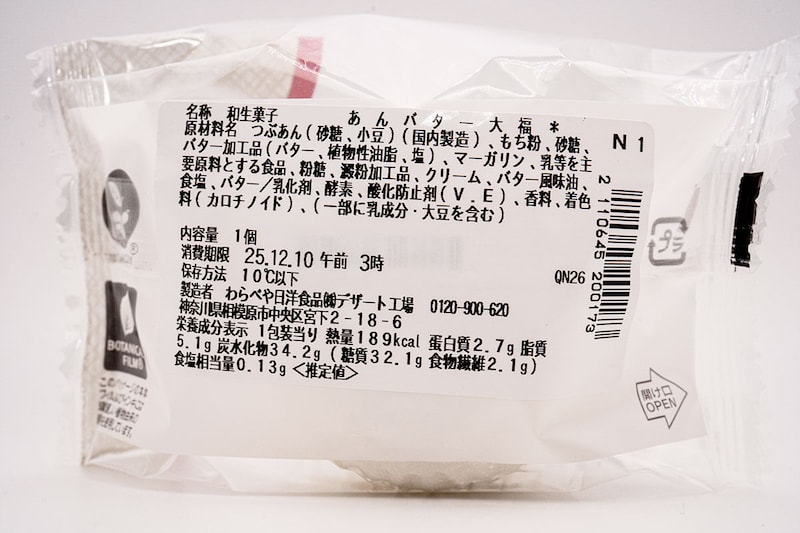 名称 和生菓子 あんバター大福 *
原材料名 つぶあん(砂糖、小豆)(国内製造)、もち粉、砂糖、
バター加工品(バター、植物性油脂、塩)、マーガリン、乳等を主
要原料とする食品、粉糖、澱粉加工品、クリーム、バター風味油、
食塩、バター/乳化剤、酵素、酸化防止剤(V.E)、香料、着色
料(カロチノイド)、(一部に乳成分・大豆を含む)
内容量 1個
消費期限 25.12.10 午前 3時
保存方法 10℃以下
製造者 わらべや日洋食品㈱デザート工場 0120-900-620
神奈川県相模原市中央区宮下2-18-6
栄養成分表示 1包装当り 熱量189kcal 蛋白質2.7g 脂質
5.1g 炭水化物34.2g(糖質32.1g 食物繊維2.1g)
食塩相当量0.13g<推定値>
N1
2 110645 200173
QN26
プラ
開け口
OPEN
BOTANICAL
FILM